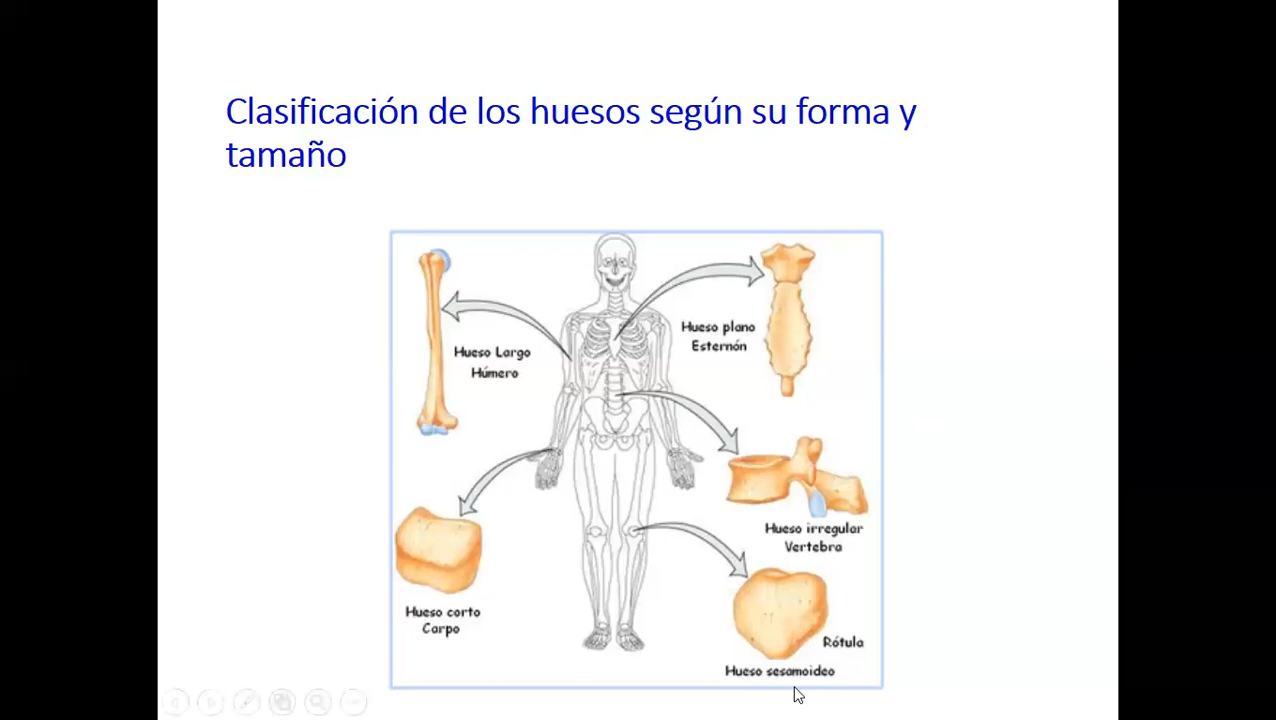 Clasificación de los huesos según su forma y
tamaño
Hueso Largo
Húmero
Hueso plano
Esternón
Hueso irregular
Vertebra
Hueso corto
Carpo
Rótula
Hueso sesamoideo